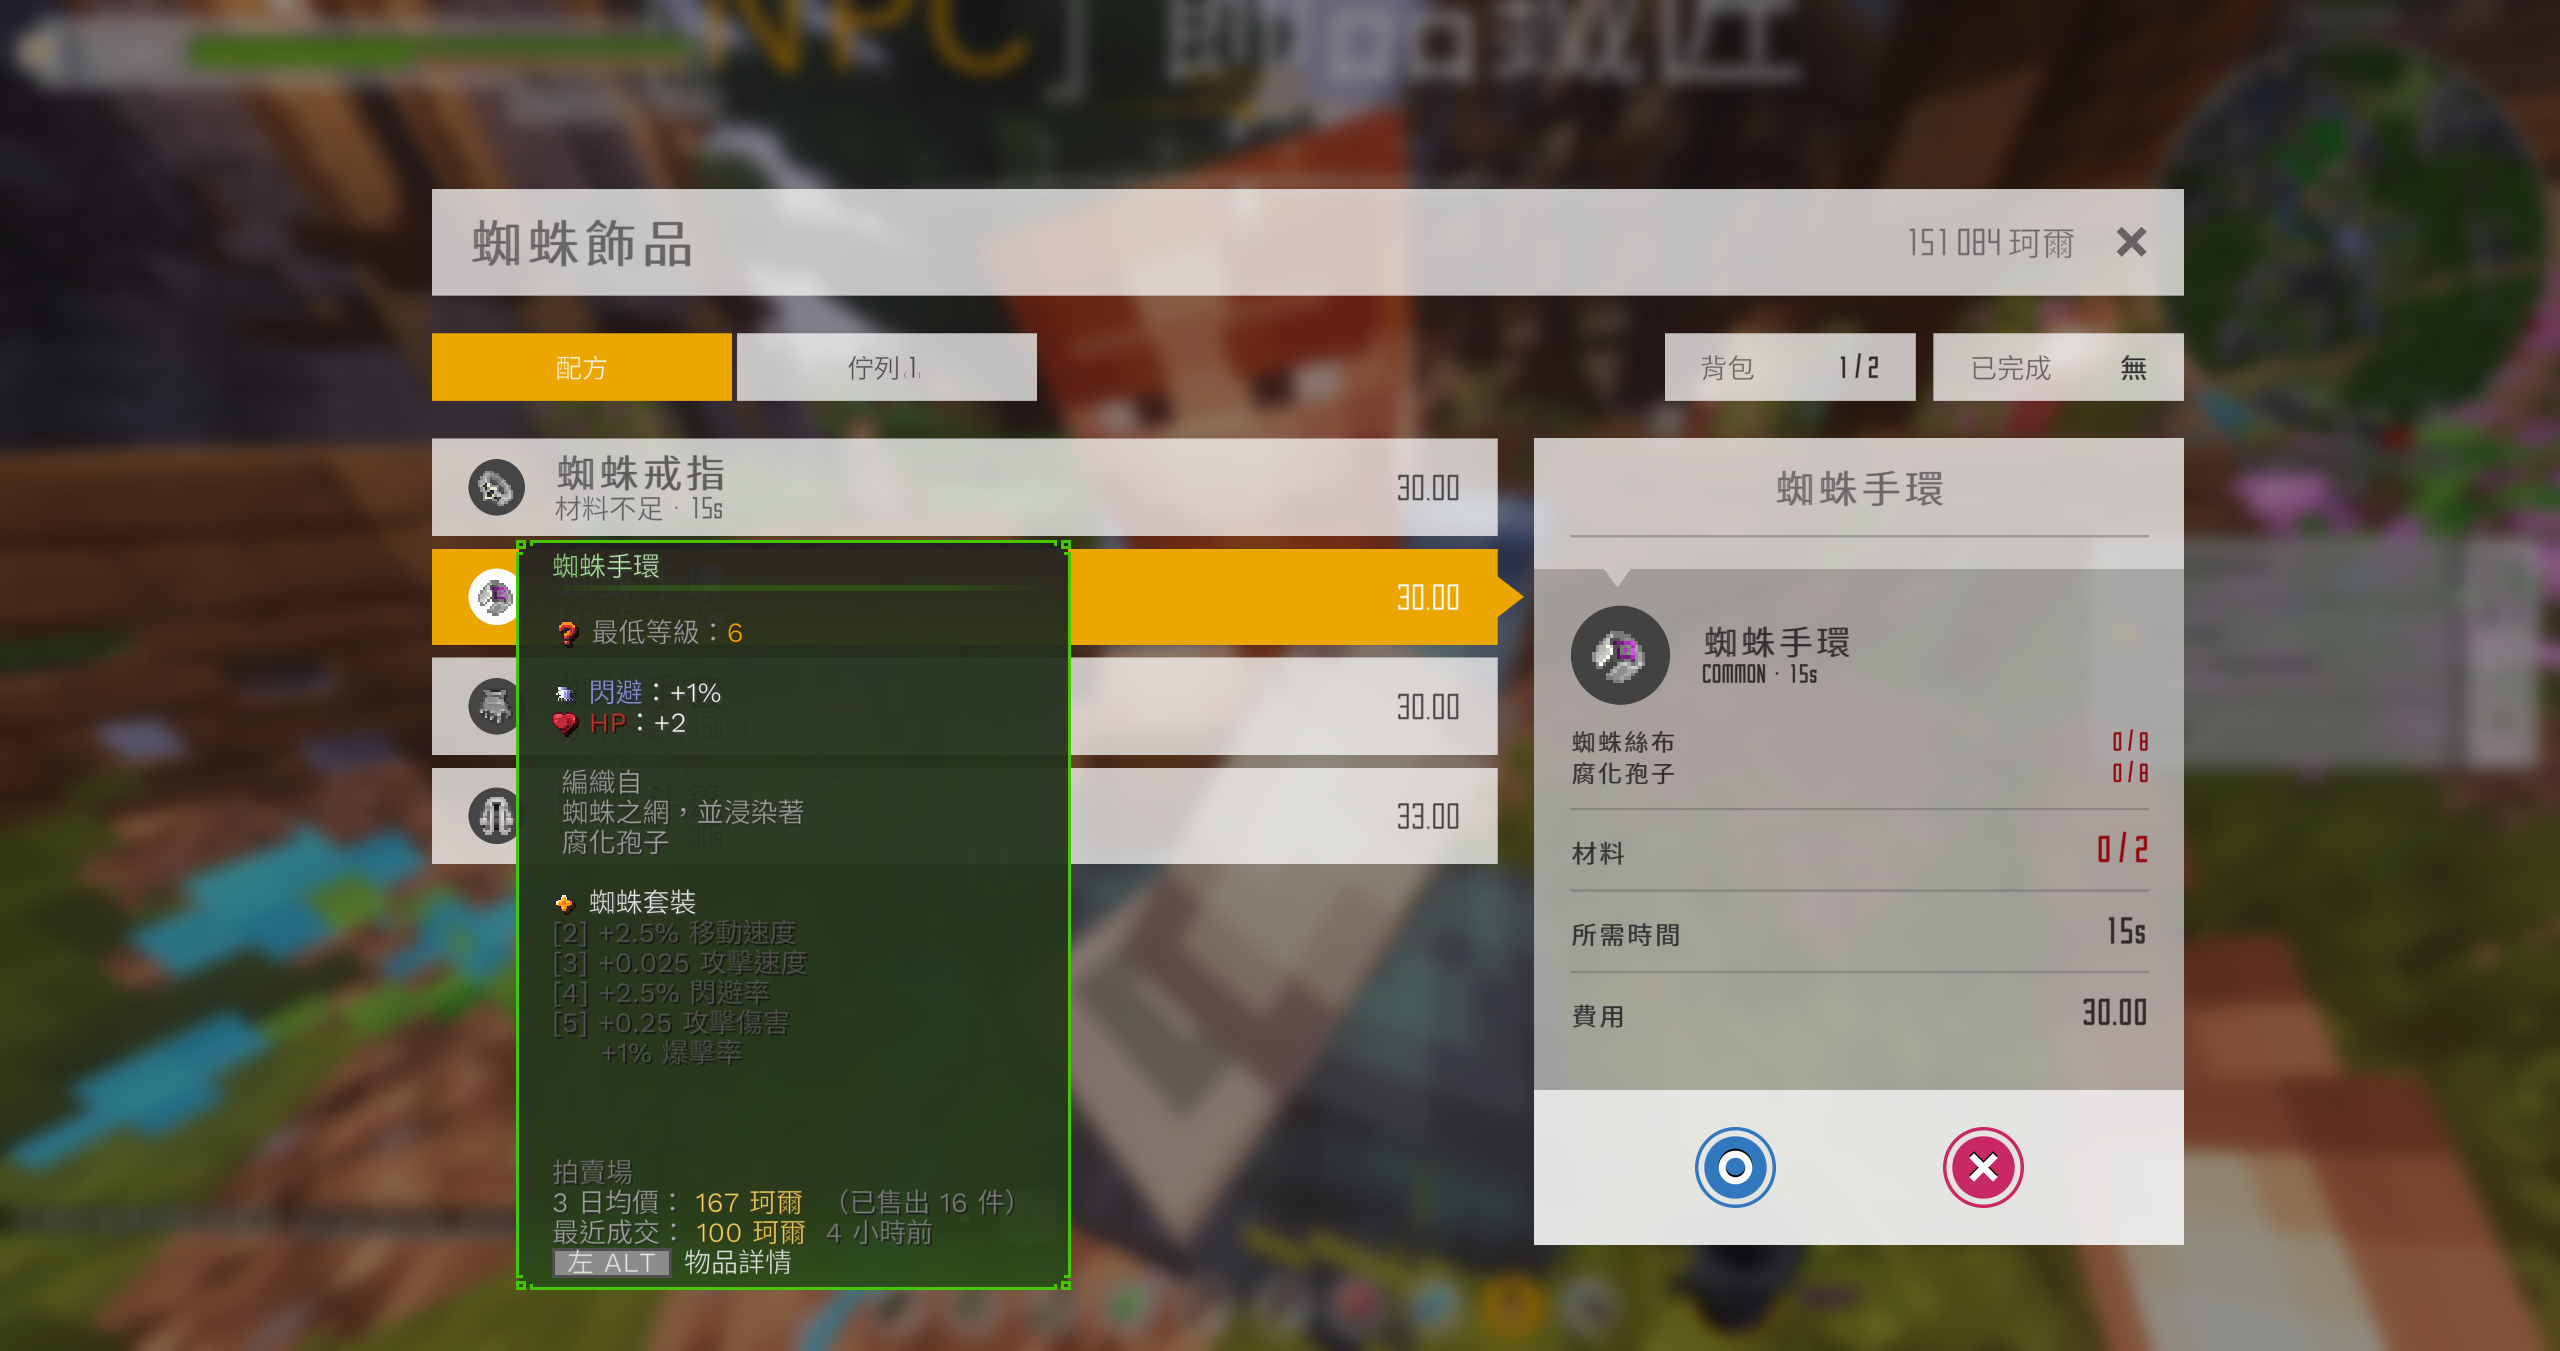 NPC] 飾品鐵匠
蜘蛛飾品
151 084 珂爾
配方
佇列(1)
背包 1/2
已完成 無
蜘蛛戒指
材料不足 · 15s
30.00
30.00
30.00
33.00
蜘蛛手環
最低等級：6
閃避：+1%
HP：+2
編織自
蜘蛛之網，並浸染著
腐化孢子
蜘蛛套裝
[2] +2.5% 移動速度
[3] +0.025 攻擊速度
[4] +2.5% 閃避率
[5] +0.25 攻擊傷害
+1% 爆擊率
拍賣場
3 日均價： 167 珂爾 （已售出 16 件）
最近成交： 100 珂爾 4 小時前
左 ALT 物品詳情
蜘蛛手環
蜘蛛手環
COMMON · 15s
蜘蛛絲布 0/8
腐化孢子 0/8
材料 0/2
所需時間 15s
費用 30.00